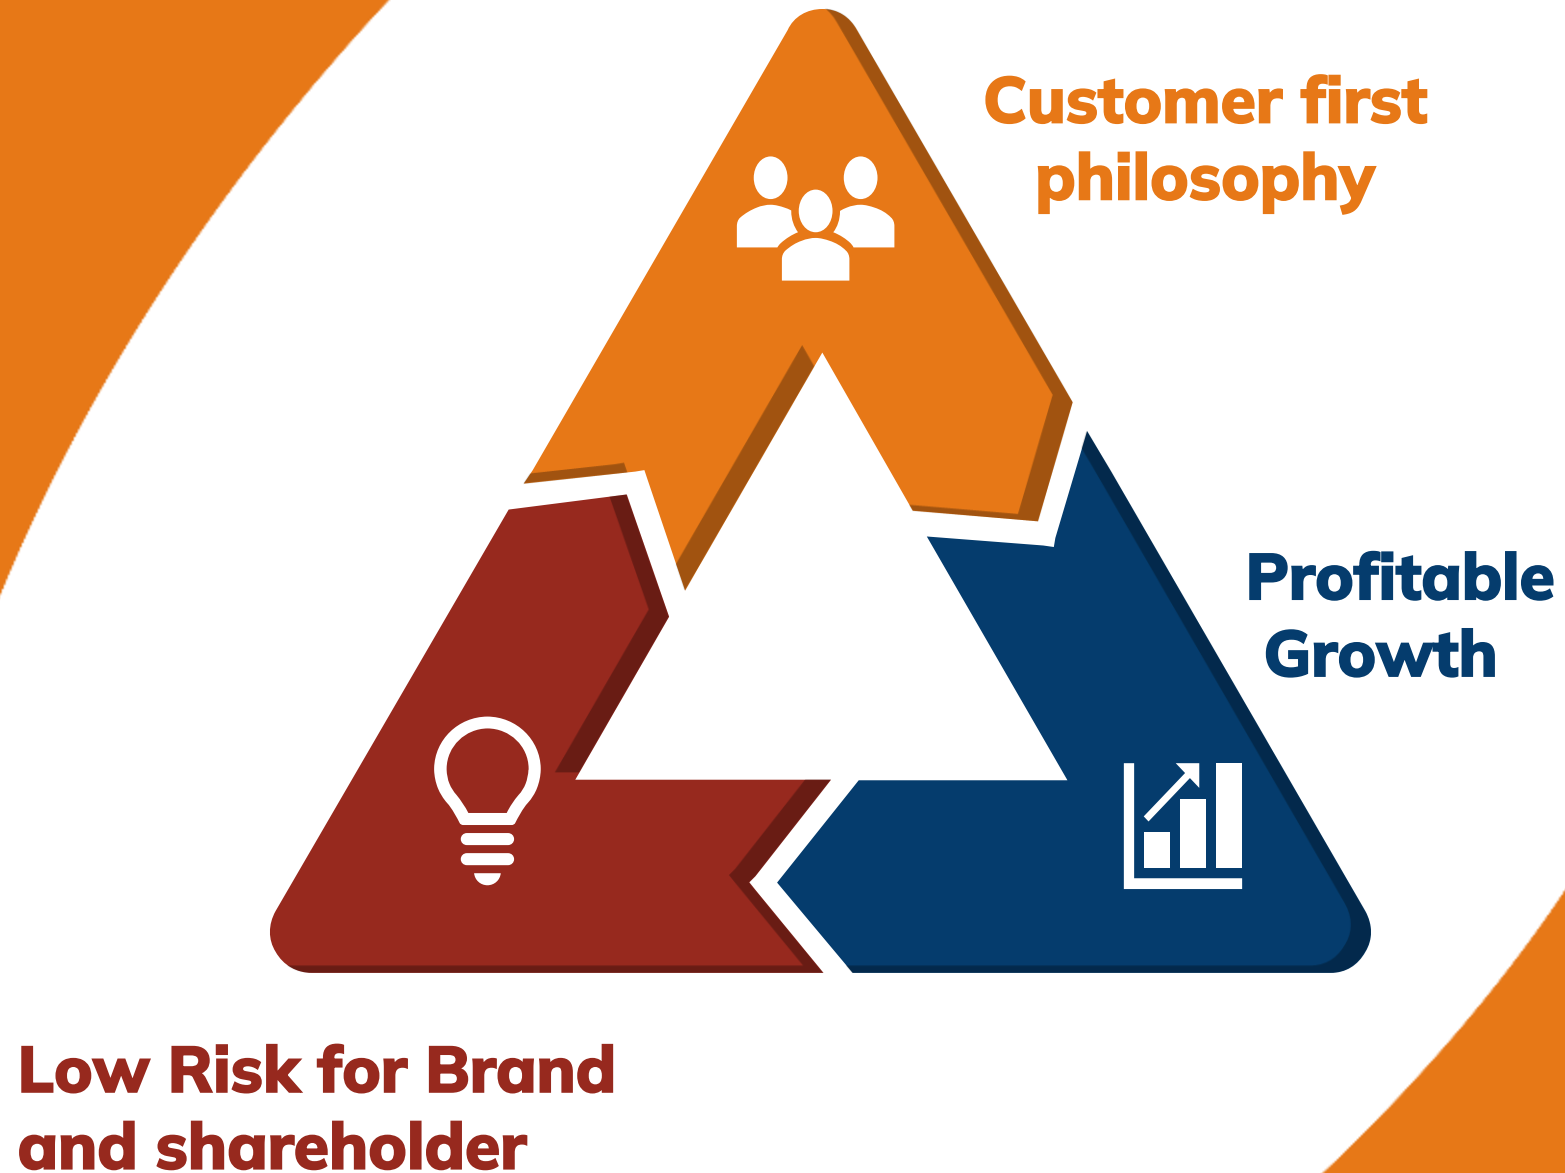 Customer first
philosophy
Profitable
Growth
Low Risk for Brand
and shareholder